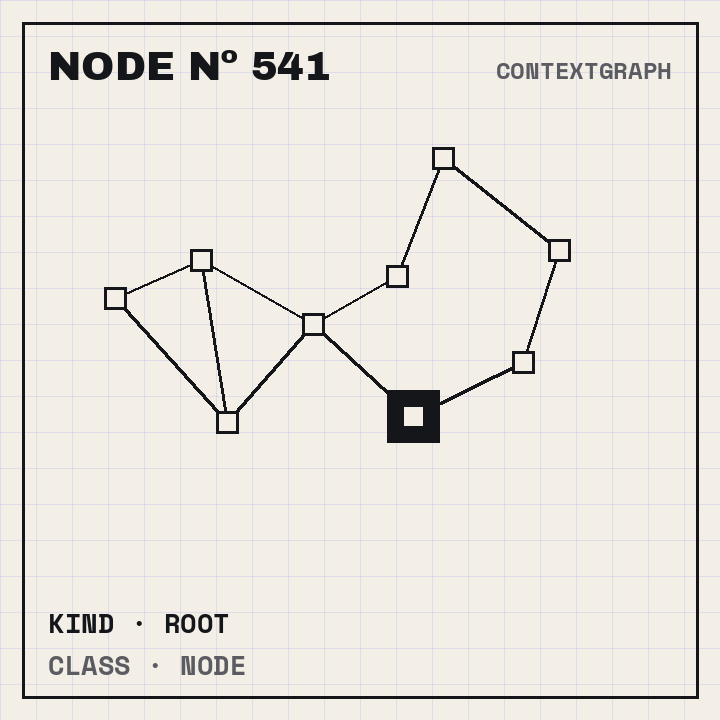 NODE Nº 541
CONTEXTGRAPH
KIND · ROOT
CLASS · NODE